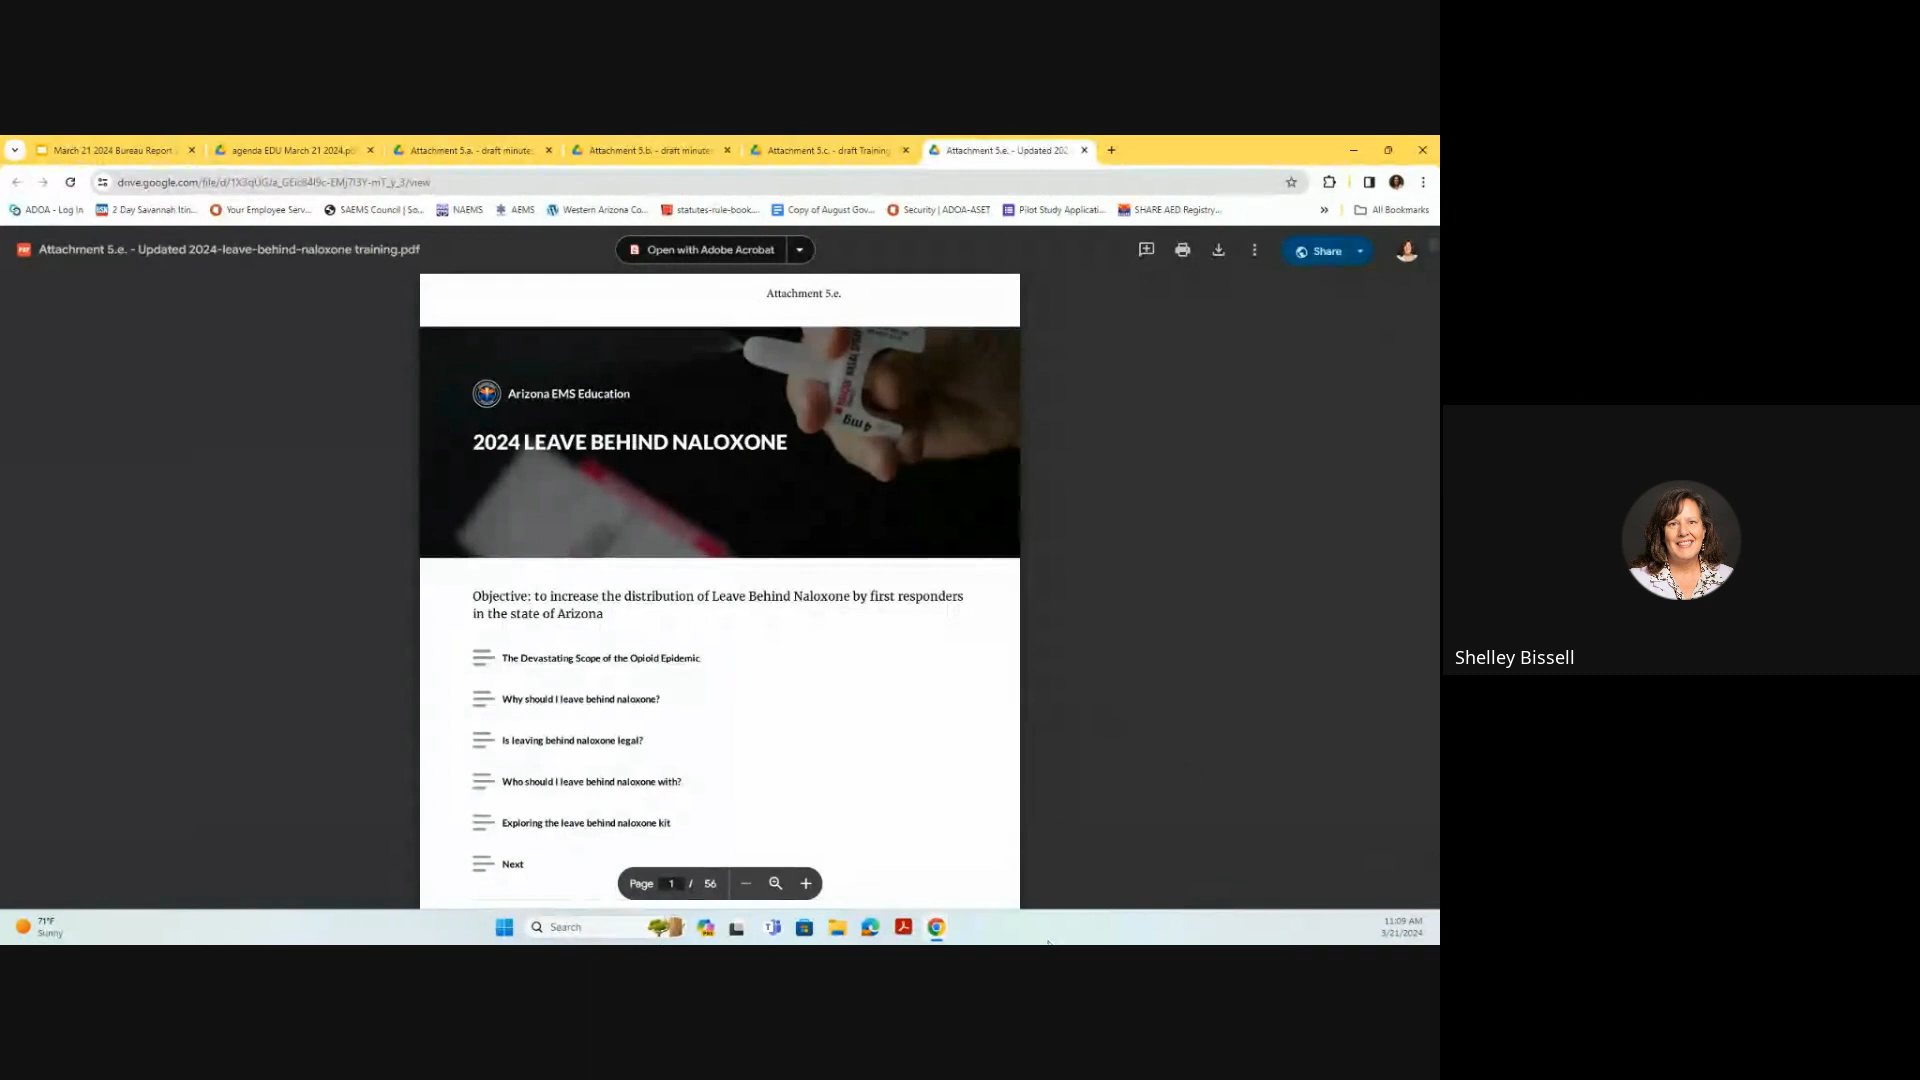 March 21 2024 Bureau Report
agenda EDU March 21 2024.p
Attachment 5.a. - draft minute
Attachment 5.b. - draft minute
Attachment 5.c. - draft Training
Attachment 5.e. - Updated 202
ADOA - Log In
2 Day Savannah Itin...
Your Employee Serv...
SAEMS Council | So...
NAEMS
AEMS
Western Arizona Co...
statutes-rule-book....
Copy of August Gov...
Security | ADOA-ASET
Pilot Study Applicati...
SHARE AED Registry...
All Bookmarks
Attachment 5.e. - Updated 2024-leave-behind-naloxone training.pdf
Open with Adobe Acrobat
Share
Attachment 5.e.
4mg
Arizona EMS Education
2024 LEAVE BEHIND NALOXONE
Objective: to increase the distribution of Leave Behind Naloxone by first responders
in the state of Arizona
The Devastating Scope of the Opioid Epidemic
Why should I leave behind naloxone?
Is leaving behind naloxone legal?
Who should I leave behind naloxone with?
Exploring the leave behind naloxone kit
Next
Page 1 / 56
71°F
Sunny
Search
11:09 AM
3/21/2024
Shelley Bissell